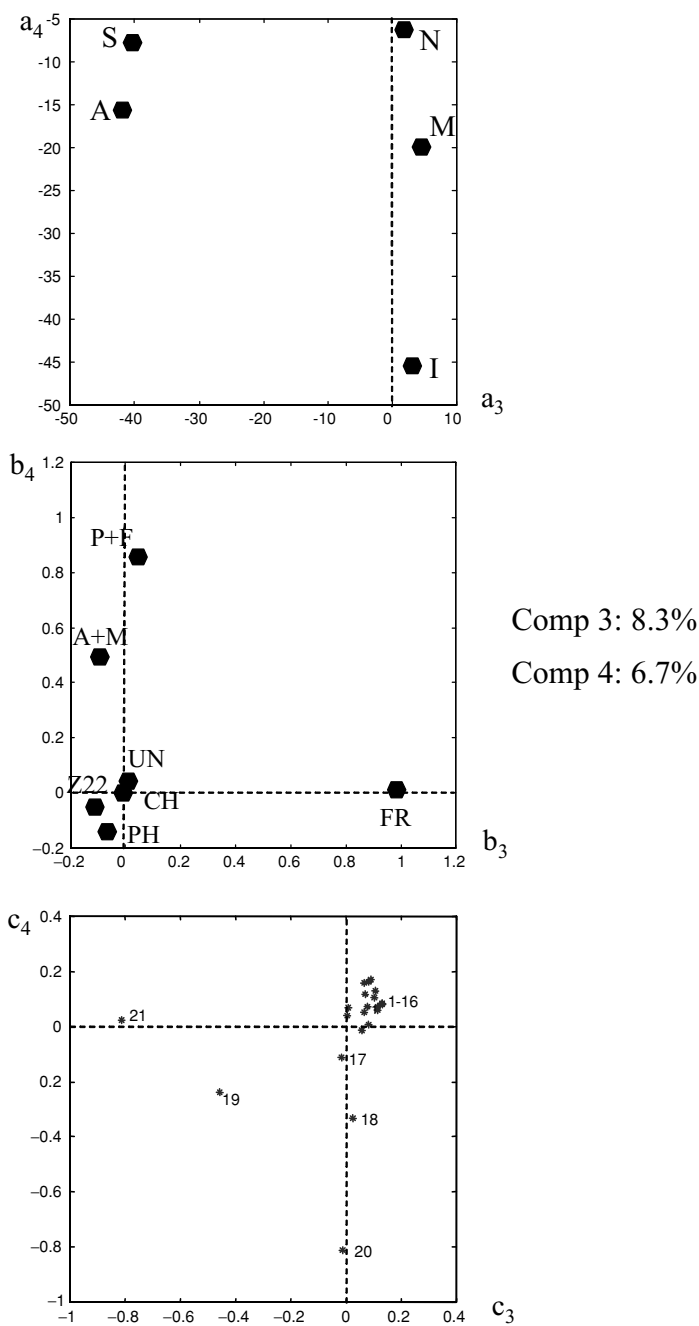 a4
-5
S
N
-10
A
-15
M
-20
-25
-30
-35
-40
-45
I
-50
-50 -40 -30 -20 -10 0 10
a3
b4
1.2
1
P+F
0.8
0.6
A+M
0.4
0.2
UN
Z22
0
CH
FR
PH
−0.2
−0.2 0 0.2 0.4 0.6 0.8 1 1.2
b3
Comp 3: 8.3%
Comp 4: 6.7%
c4
0.4
0.2
1-16
21
0
17
0.2
19
18
−0.4
−0.6
−0.8
20
−1
−1 −0.8 −0.6 −0.4 −0.2 0 0.2 0.4
c3